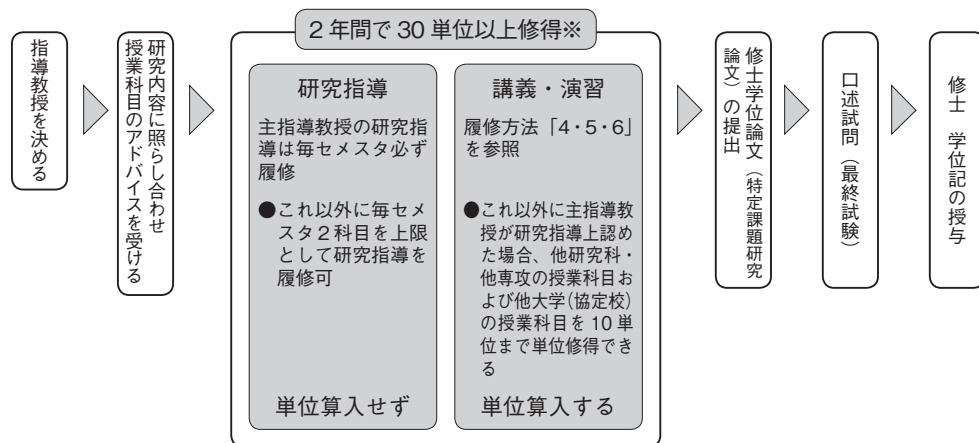 指導教授を決める
研究内容に照らし合わせ
授業科目のアドバイスを受ける
2年間で30単位以上修得※
研究指導
主指導教授の研究指
導は毎セメスタ必ず
履修
●これ以外に毎セメ
スタ2科目を上限
として研究指導を
履修可
単位算入せず
講義・演習
履修方法「4・5・6」
を参照
●これ以外に主指導教
授が研究指導上認め
た場合、他研究科・
他専攻の授業科目お
よび他大学(協定校)
の授業科目を10単
位まで単位修得でき
る
単位算入する
修士学位論文(特定課題研究
論文)の提出
口述試問(最終試験)
修士 学位記の授与